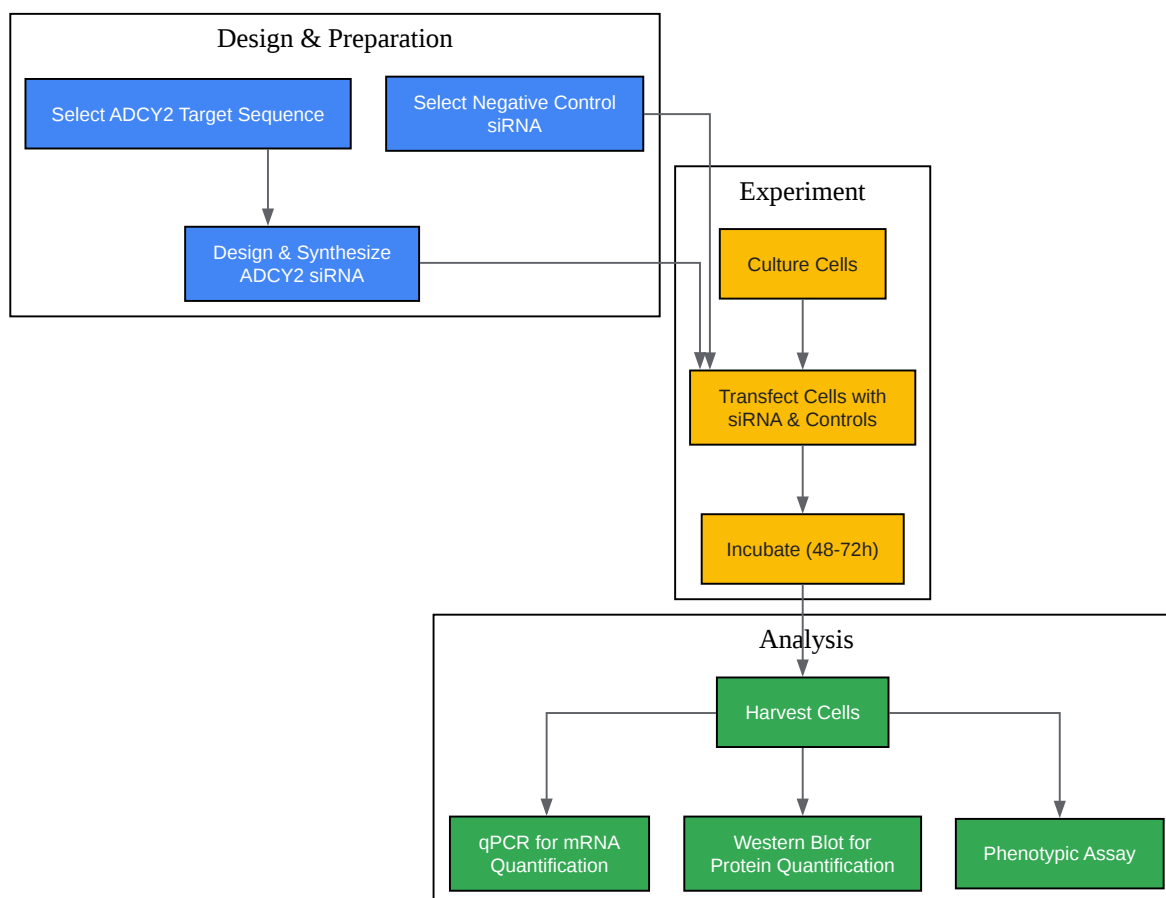 Design & Preparation
Select ADCY2 Target Sequence
Select Negative Control
siRNA
Design & Synthesize
ADCY2 siRNA
Experiment
Culture Cells
Transfect Cells with
siRNA & Controls
Incubate (48-72h)
Analysis
Harvest Cells
qPCR for mRNA
Quantification
Western Blot for
Protein Quantification
Phenotypic Assay